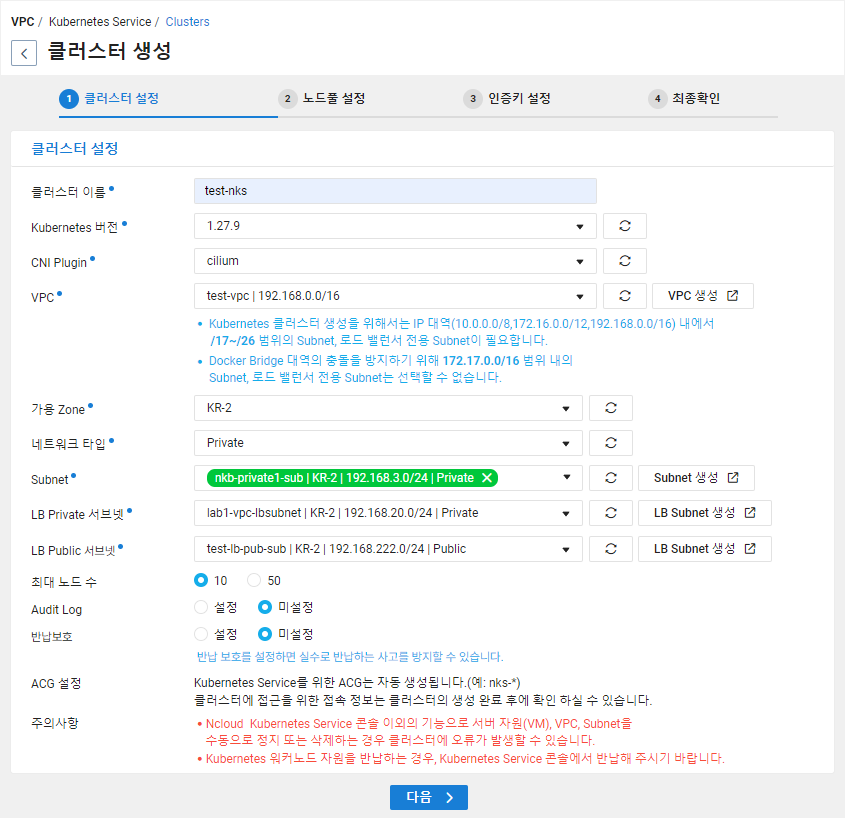 VPC / Kubernetes Service / Clusters
클러스터 생성
1 클러스터 설정 2 노드풀 설정 3 인증키 설정 4 최종확인
클러스터 설정
클러스터 이름 test-nks
Kubernetes 버전 1.27.9
CNI Plugin cilium
VPC test-vpc | 192.168.0.0/16 VPC 생성
• Kubernetes 클러스터 생성을 위해서는 IP 대역(10.0.0.0/8,172.16.0.0/12,192.168.0.0/16) 내에서
/17~/26 범위의 Subnet, 로드 밸런서 전용 Subnet이 필요합니다.
• Docker Bridge 대역의 충돌을 방지하기 위해 172.17.0.0/16 범위 내의
Subnet, 로드 밸런서 전용 Subnet는 선택할 수 없습니다.
가용 Zone KR-2
네트워크 타입 Private
Subnet nkb-private1-sub | KR-2 | 192.168.3.0/24 | Private Subnet 생성
LB Private 서브넷 lab1-vpc-lbsubnet | KR-2 | 192.168.20.0/24 | Private LB Subnet 생성
LB Public 서브넷 test-lb-pub-sub | KR-2 | 192.168.222.0/24 | Public LB Subnet 생성
최대 노드 수 10 50
Audit Log 설정 미설정
반납보호 설정 미설정
반납 보호를 설정하면 실수로 반납하는 사고를 방지할 수 있습니다.
ACG 설정 Kubernetes Service를 위한 ACG는 자동 생성됩니다.(예: nks-*)
클러스터에 접근을 위한 접속 정보는 클러스터의 생성 완료 후에 확인 하실 수 있습니다.
주의사항 • Ncloud Kubernetes Service 콘솔 이외의 기능으로 서버 자원(VM), VPC, Subnet을
수동으로 정지 또는 삭제하는 경우 클러스터에 오류가 발생할 수 있습니다.
• Kubernetes 워커노드 자원을 반납하는 경우, Kubernetes Service 콘솔에서 반납해 주시기 바랍니다.
다음